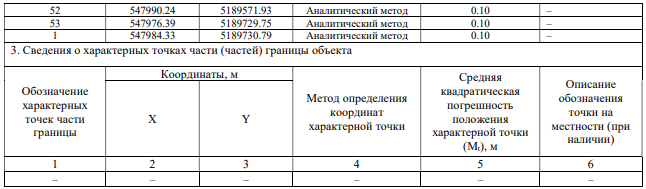 52 547990.24 5189571.93 Аналитический метод 0.10 –
53 547976.39 5189729.75 Аналитический метод 0.10 –
1 547984.33 5189730.79 Аналитический метод 0.10 –
3. Сведения о характерных точках части (частей) границы объекта
Обозначение
характерных
точек части
границы
Координаты, м
X
Y
Метод определения
координат
характерной точки
Средняя
квадратическая
погрешность
положения
характерной точки
(Mt), м
Описание
обозначения
точки на
местности (при
наличии)
1 2 3 4 5 6
– – – – – –